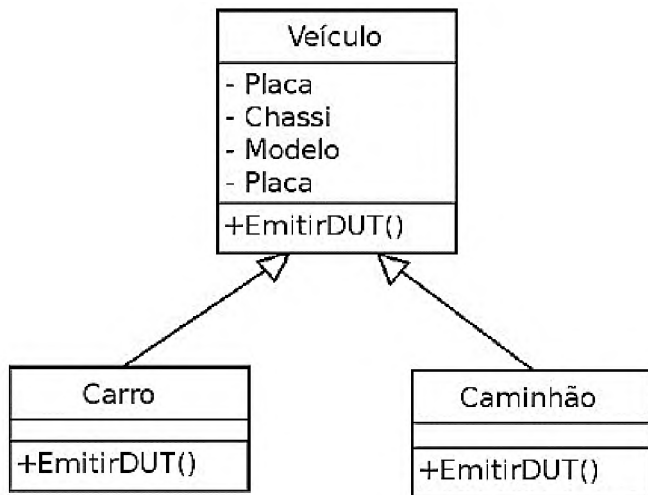 Veículo
- Placa
- Chassi
- Modelo
- Placa
+EmitirDUT()
Carro
+EmitirDUT()
Caminhão
+EmitirDUT()